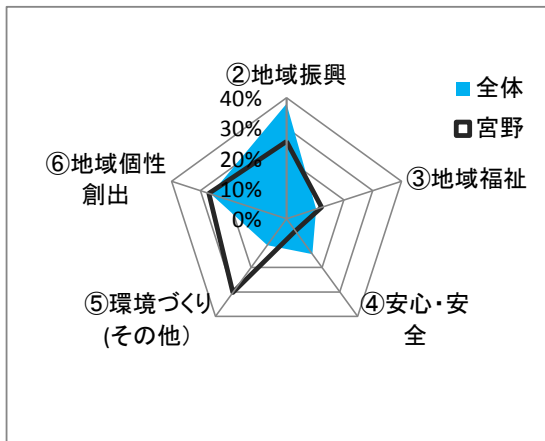 ②地域振興
40%
30%
20%
10%
0%
全体
宮野
③地域福祉
④安心・安
全
⑤環境づくり
(その他）
⑥地域個性
創出